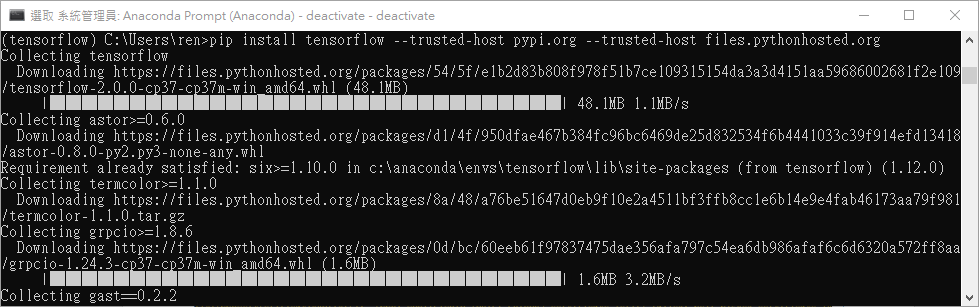 選取 系統管理員: Anaconda Prompt (Anaconda) - deactivate - deactivate
(tensorflow) C:\Users\ren>pip install tensorflow --trusted-host pypi.org --trusted-host files.pythonhosted.org
Collecting tensorflow
Downloading https://files.pythonhosted.org/packages/54/5f/e1b2d83b808f978f51b7ce109315154da3a3d4151aa59686002681f2e109
/tensorflow-2.0.0-cp37-cp37m-win_amd64.whl (48.1MB)
| | 48.1MB 1.1MB/s
Collecting astor>=0.6.0
Downloading https://files.pythonhosted.org/packages/d1/4f/950dfae467b384fc96bc6469de25d832534f6b4441033c39f914efd13418
/astor-0.8.0-py2.py3-none-any.whl
Requirement already satisfied: six>=1.10.0 in c:\anaconda\envs\tensorflow\lib\site-packages (from tensorflow) (1.12.0)
Collecting termcolor>=1.1.0
Downloading https://files.pythonhosted.org/packages/8a/48/a76be51647d0eb9f10e2a4511bf3ffb8cc1e6b14e9e4fab46173aa79f981
/termcolor-1.1.0.tar.gz
Collecting grpcio>=1.8.6
Downloading https://files.pythonhosted.org/packages/0d/bc/60eeb61f97837475dae356afa797c54ea6db986afaf6c6d6320a572ff8aa
/grpcio-1.24.3-cp37-cp37m-win_amd64.whl (1.6MB)
| | 1.6MB 3.2MB/s
Collecting gast==0.2.2